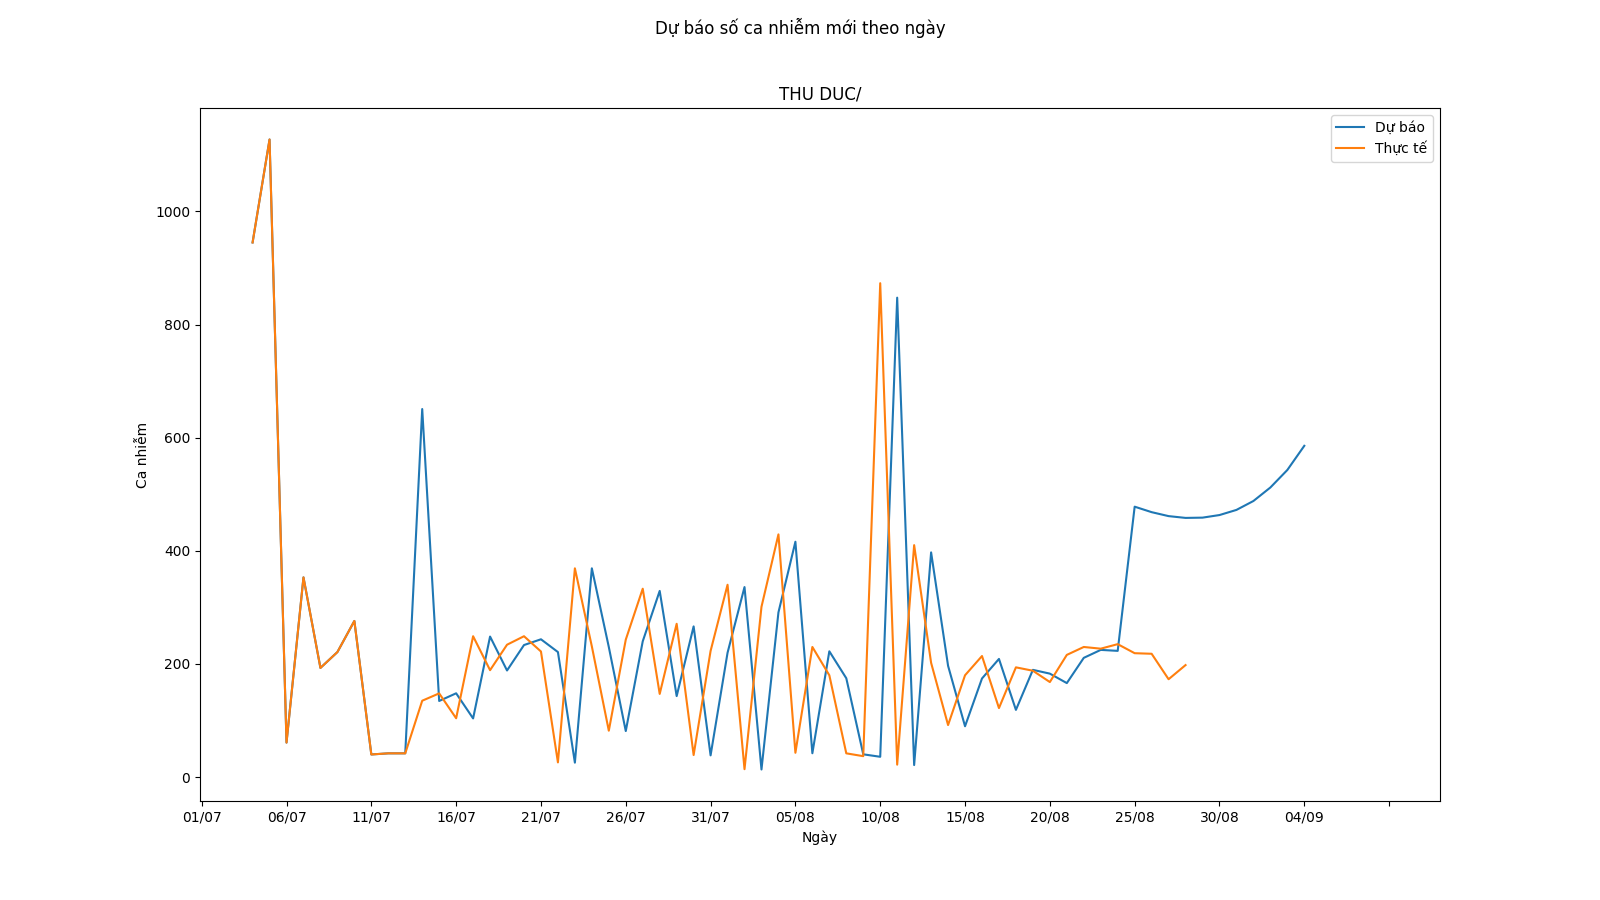 Dự báo số ca nhiễm mới theo ngày
THU DUC/
Dự báo
Thực tế
1000
800
600
400
200
0
Ca nhiễm
01/07 06/07 11/07 16/07 21/07 26/07 31/07 05/08 10/08 15/08 20/08 25/08 30/08 04/09
Ngày